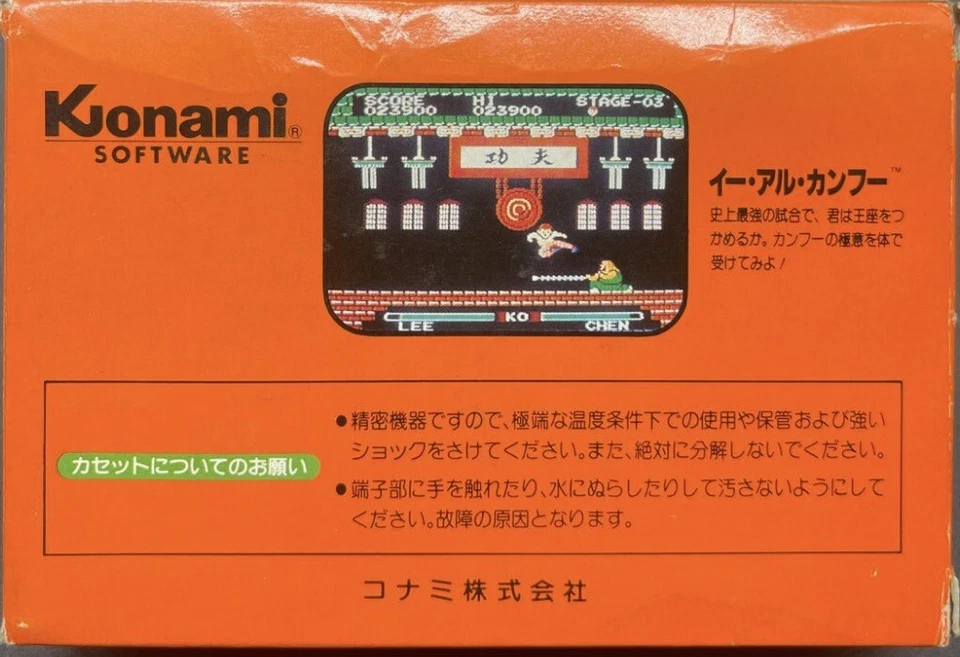 Konami®
SOFTWARE
SCORE HI STAGE-03
023900 023900
功夫
KO
LEE CHEN
イー・アル・カンフー™
史上最強の試合で、君は王座をつ
かめるか。カンフーの極意を体で
受けてみよ!
カセットについてのお願い
●精密機器ですので、極端な温度条件下での使用や保管および強い
ショックをさけてください。また、絶対に分解しないでください。
●端子部に手を触れたり、水にぬらしたりして汚さないようにして
ください。故障の原因となります。
コナミ株式会社